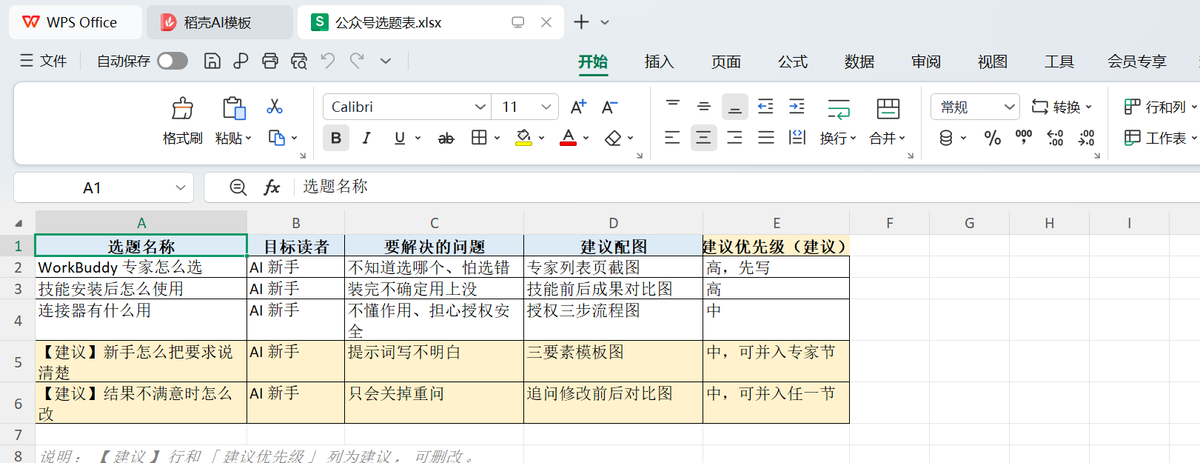 WPS Office
稻壳AI模板
S 公众号选题表.xlsx
文件 自动保存 开始 插入 页面 公式 数据 审阅 视图 工具 会员专享
格式刷 粘贴 Calibri 11 A+ A- 换行 合并 常规 转换 行和列
B I U ab A % 000 工作表
A1 fx 选题名称
A B C D E F G H I
1 选题名称 目标读者 要解决的问题 建议配图 建议优先级（建议）
2 WorkBuddy 专家怎么选 AI 新手 不知道选哪个、怕选错 专家列表页截图 高，先写
3 技能安装后怎么使用 AI 新手 装完不确定用上没 技能前后成果对比图 高
4 连接器有什么用 AI 新手 不懂作用、担心授权安全 授权三步流程图 中
5 【建议】新手怎么把要求说清楚 AI 新手 提示词写不明白 三要素模板图 中，可并入专家节
6 【建议】结果不满意时怎么改 AI 新手 只会关掉重问 追问修改前后对比图 中，可并入任一节
7
8 说明：【建议】行和「建议优先级」列为建议，可删改。